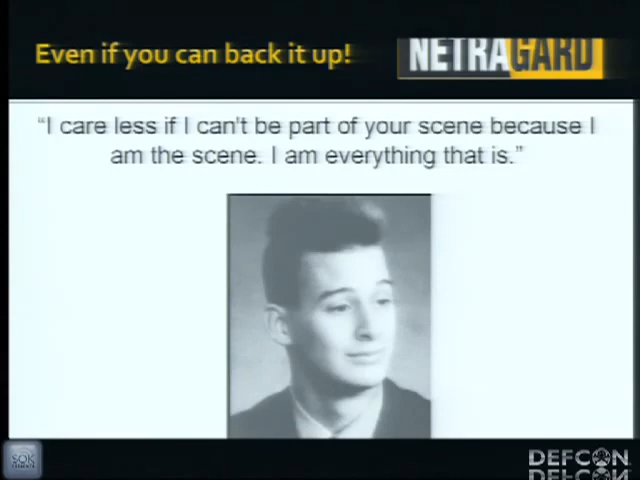 Even if you can back it up!
NETRAGARD
“I care less if I can't be part of your scene because I
am the scene. I am everything that is.”
SOK
DEFCON